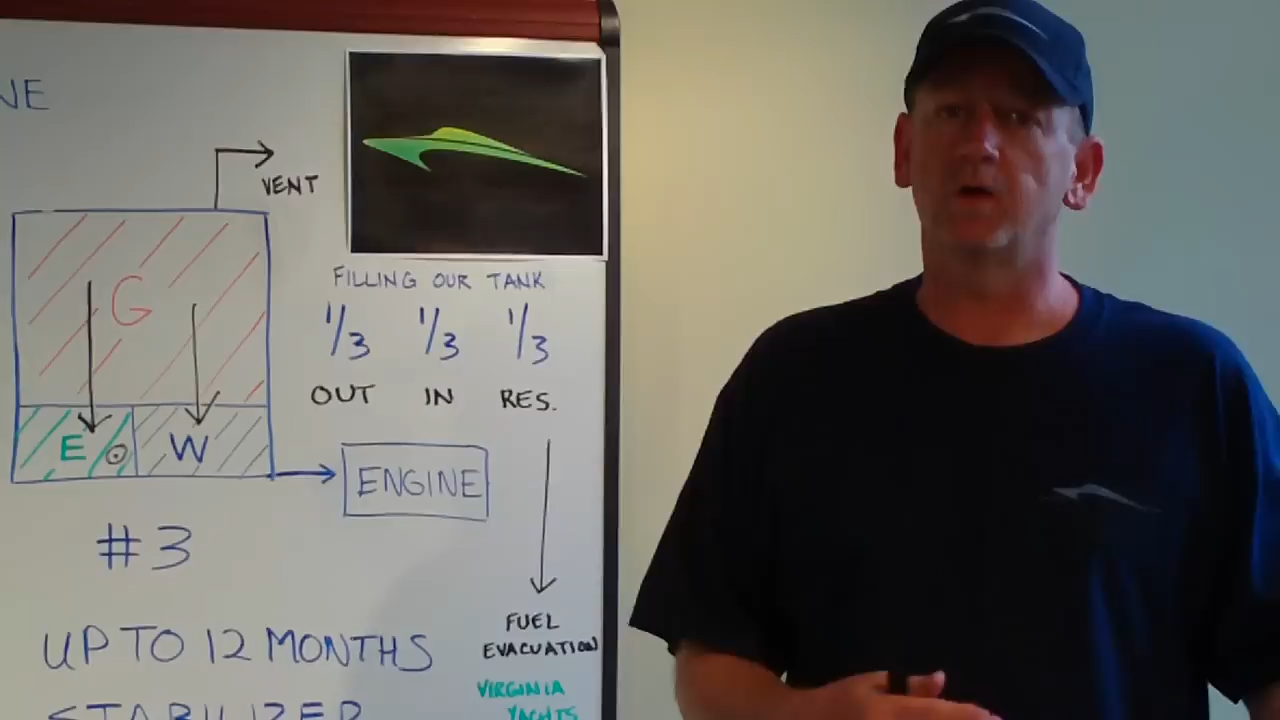 NE
VENT
FILLING OUR TANK
1/3 1/3 1/3
OUT IN RES.
G
E W
ENGINE
#3
FUEL
EVACUATION
UP TO 12 MONTHS
STABILIZED
VIRGINIA
YACHTS